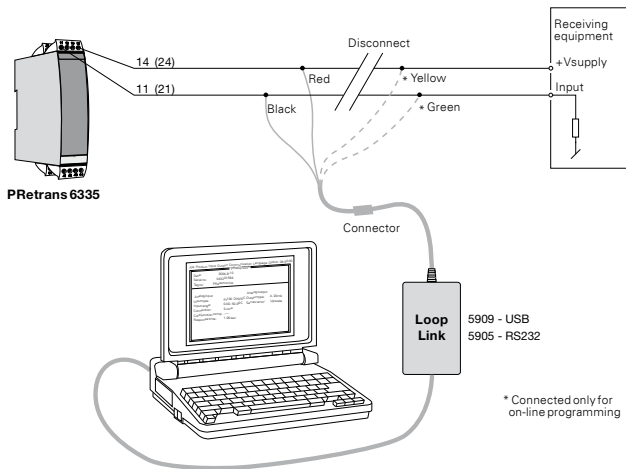 Receiving
equipment
Disconnect
14 (24)
+Vsupply
Red
* Yellow
11 (21)
Input
Black
* Green
PRetrans 6335
Connector
Loop
Link
5909 - USB
5905 - RS232
* Connected only for
on-line programming